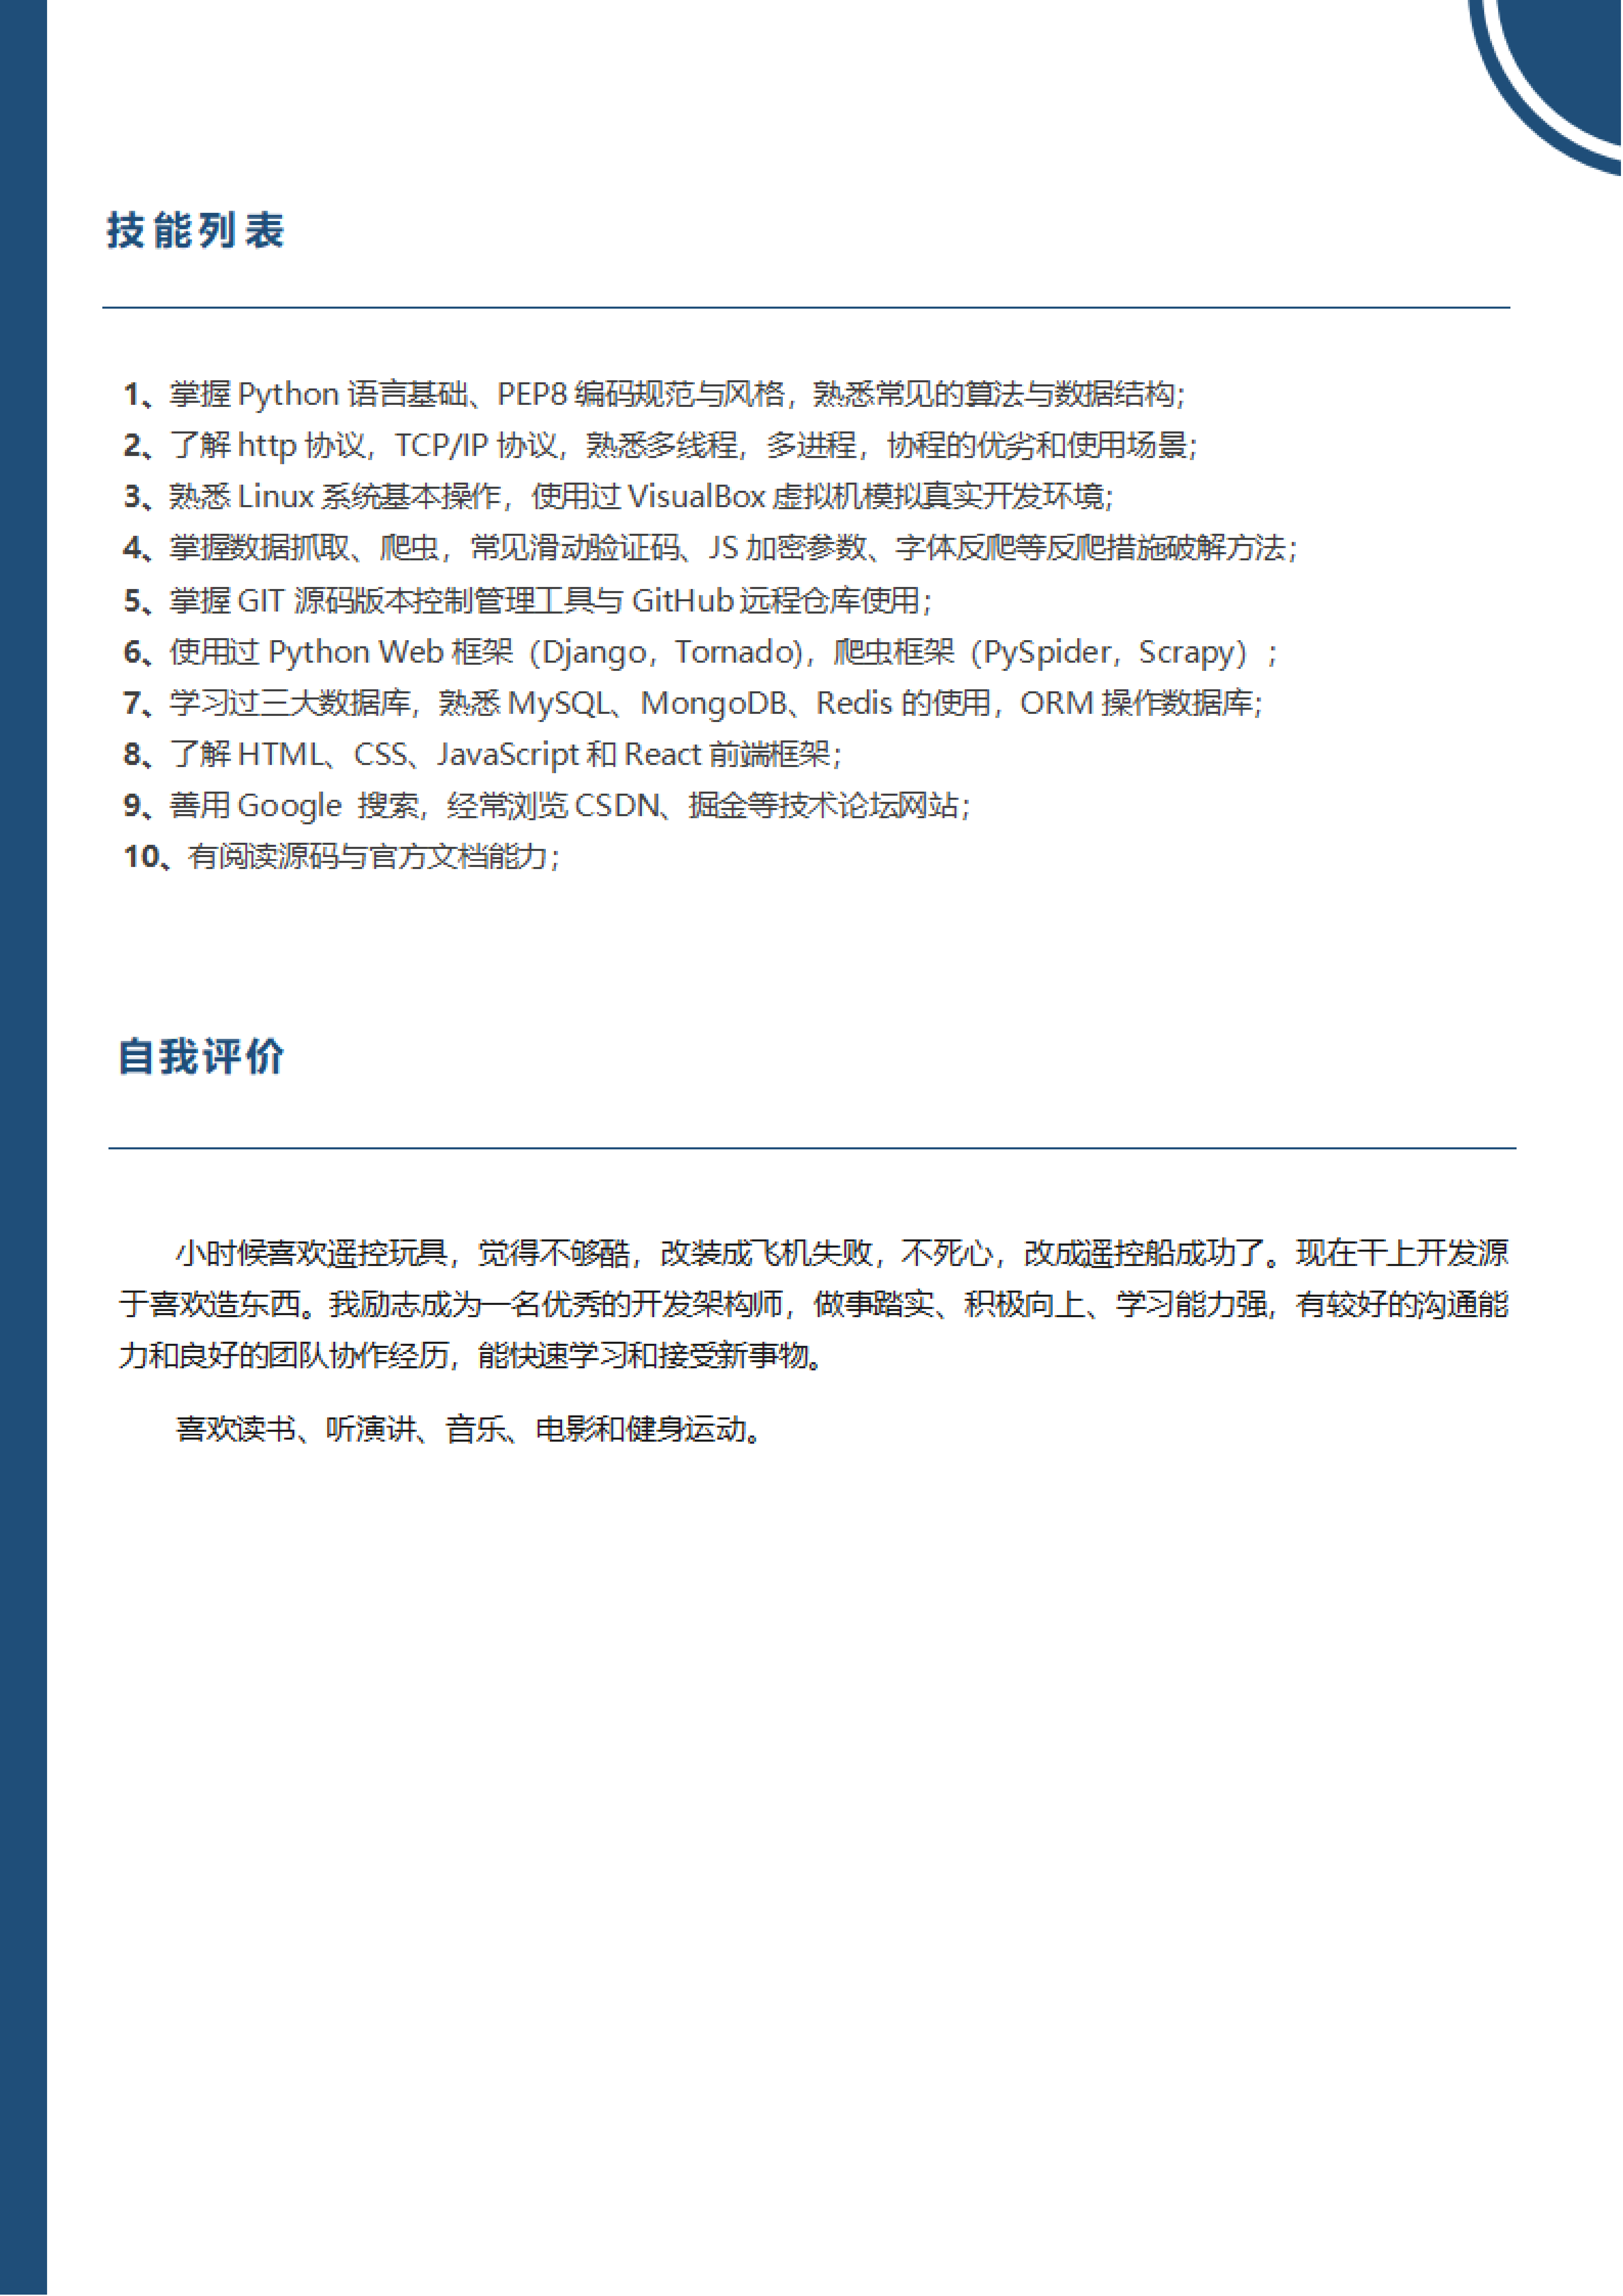 技能列表
1、掌握 Python 语言基础、PEP8 编码规范与风格，熟悉常见的算法与数据结构；
2、了解 http 协议，TCP/IP 协议，熟悉多线程，多进程，协程的优劣和使用场景；
3、熟悉 Linux 系统基本操作，使用过 VisualBox 虚拟机模拟真实开发环境；
4、掌握数据抓取、爬虫，常见滑动验证码、JS 加密参数、字体反爬等反爬措施破解方法；
5、掌握 GIT 源码版本控制管理工具与 GitHub 远程仓库使用；
6、使用过 Python Web 框架（Django，Tornado)，爬虫框架（PySpider，Scrapy）；
7、学习过三大数据库，熟悉 MySQL、MongoDB、Redis 的使用，ORM 操作数据库；
8、了解 HTML、CSS、JavaScript 和 React 前端框架；
9、善用 Google 搜索，经常浏览 CSDN、掘金等技术论坛网站；
10、有阅读源码与官方文档能力；
自我评价
小时候喜欢遥控玩具，觉得不够酷，改装成飞机失败，不死心，改成遥控船成功了。现在干上开发源
于喜欢造东西。我励志成为一名优秀的开发架构师，做事踏实、积极向上、学习能力强，有较好的沟通能
力和良好的团队协作经历，能快速学习和接受新事物。
喜欢读书、听演讲、音乐、电影和健身运动。